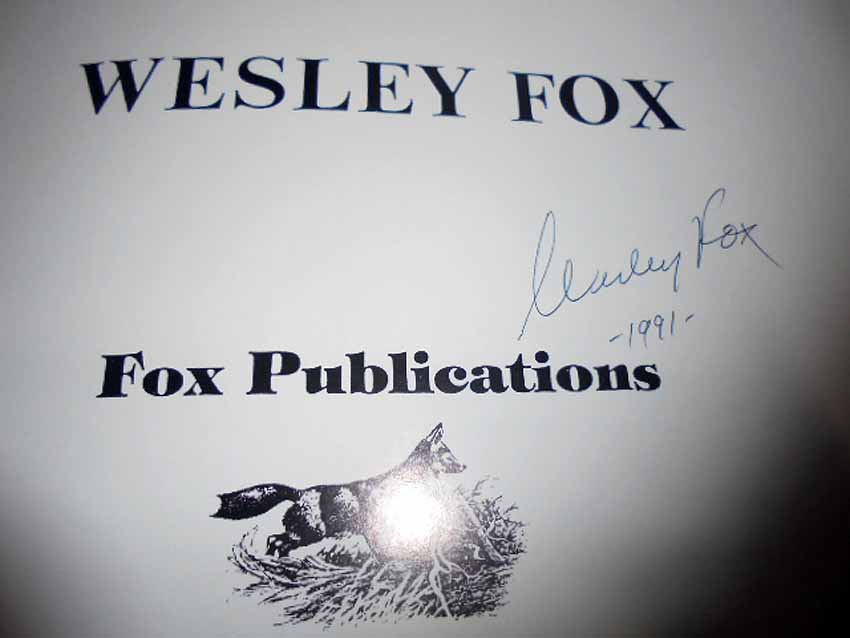 WESLEY FOX
Wesley Fox
-1991-
Fox Publications